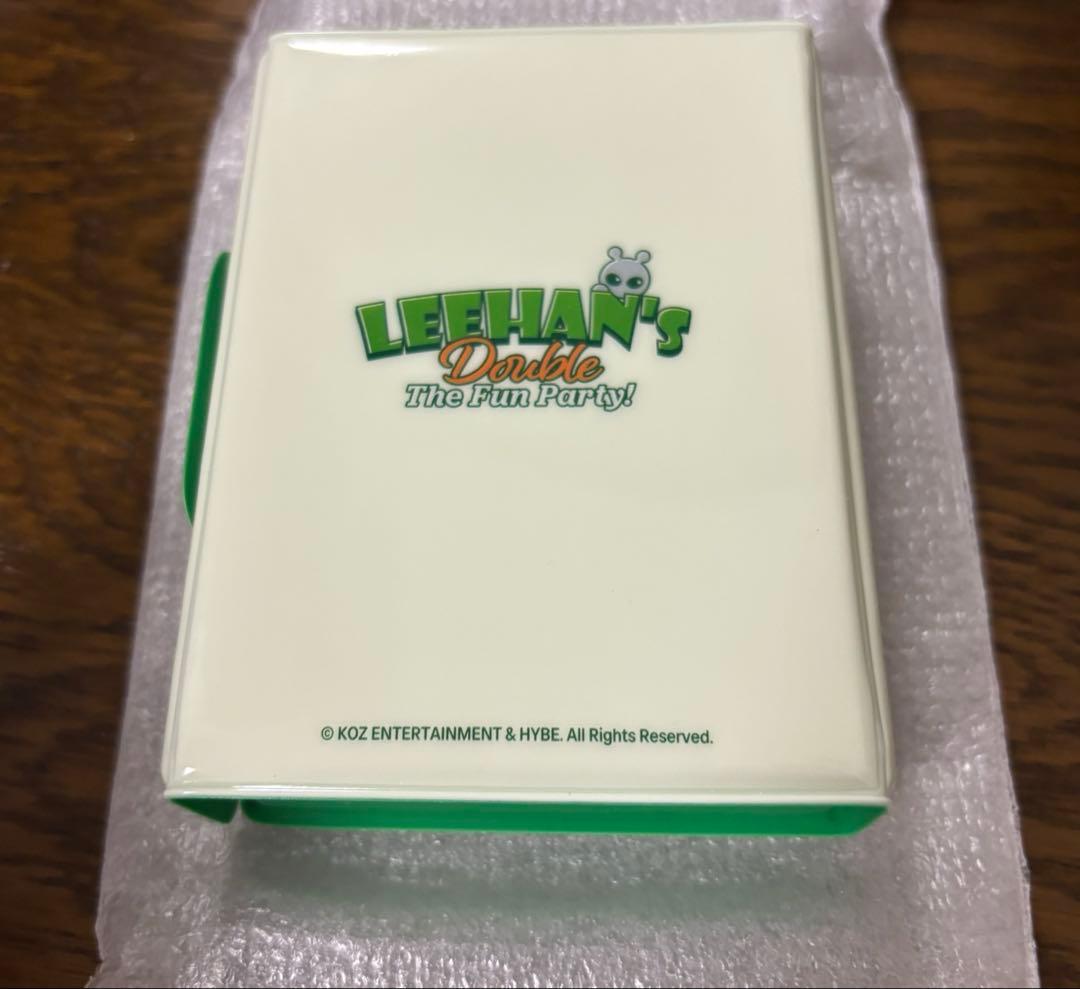 LEEHAN'S
Double
The Fun Party!
© KOZ ENTERTAINMENT & HYBE. All Rights Reserved.